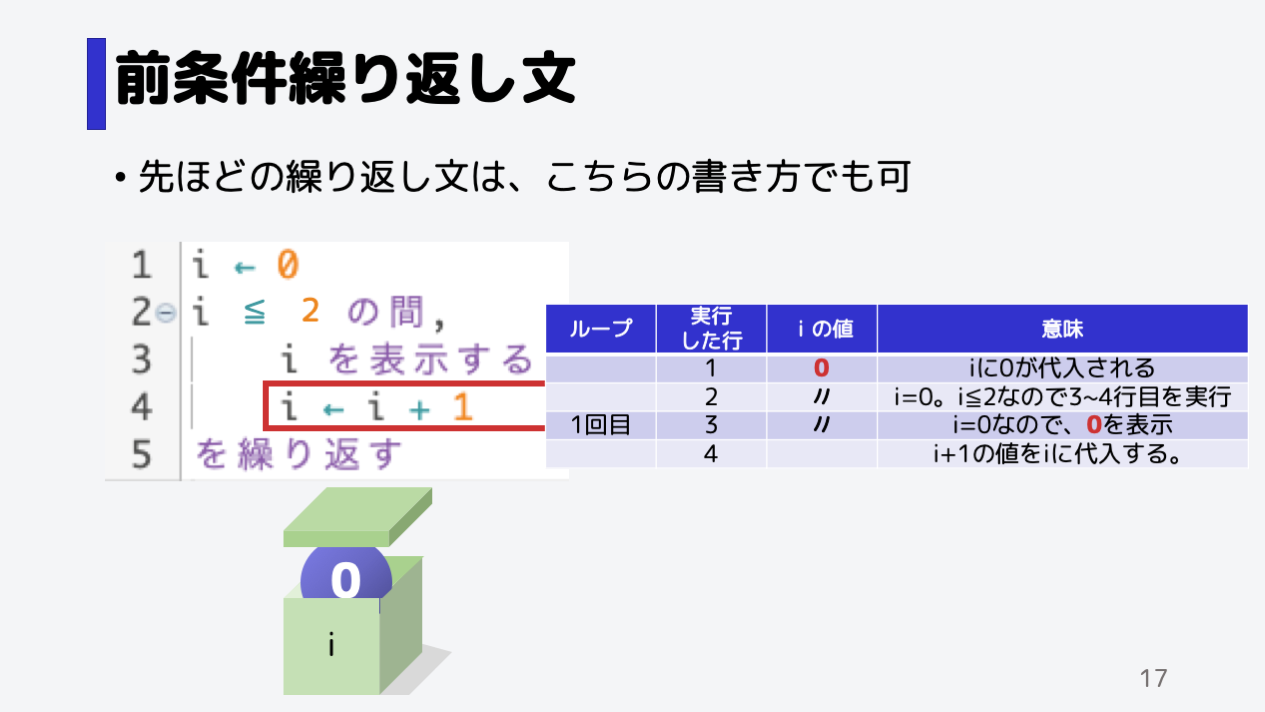 前条件繰り返し文
• 先ほどの繰り返し文は、こちらの書き方でも可
1 i ← 0
2 i ≦ 2 の間,
3 i を表示する
4 i ← i + 1
5 を繰り返す
ループ 実行した行 i の値 意味
1 0 iに0が代入される
2 〃 i=0。i≦2なので3~4行目を実行
1回目 3 〃 i=0なので、0を表示
4 i+1の値をiに代入する。
0
i
17